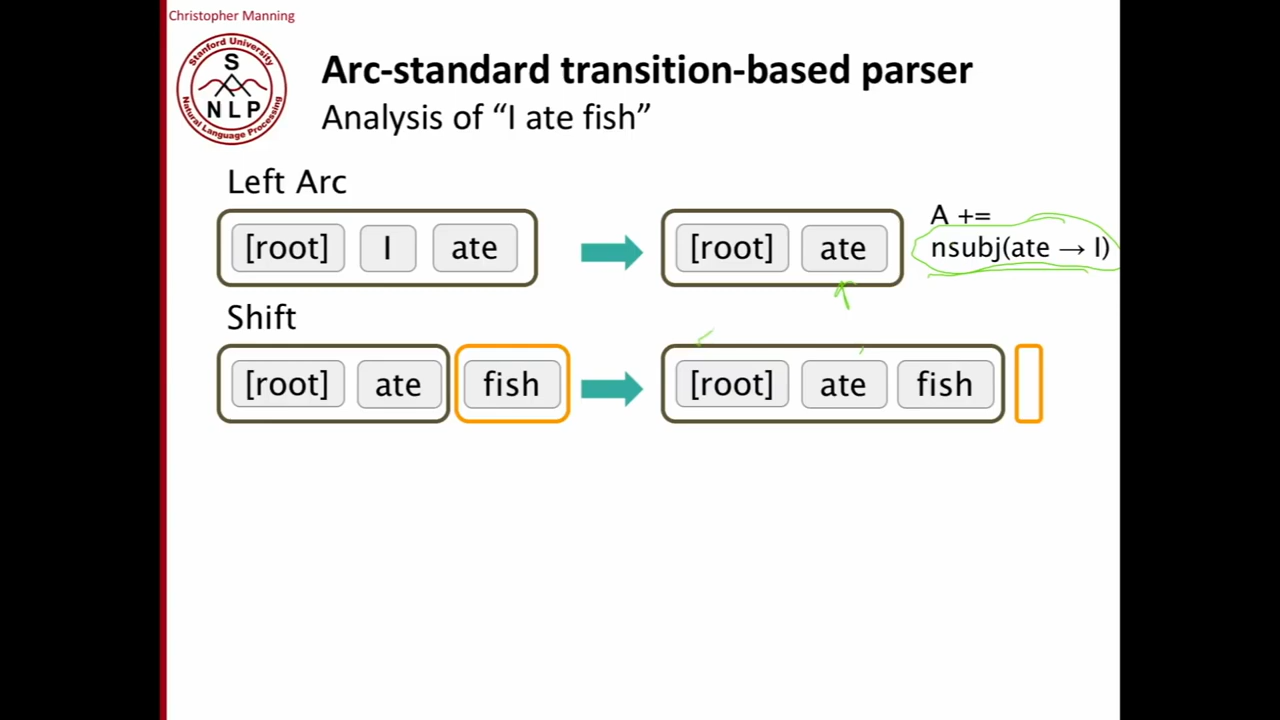 Christopher Manning
Stanford University
S
NLP
Natural Language Processing
Arc-standard transition-based parser
Analysis of “I ate fish”
Left Arc
[root] I ate [root] ate
A +=
nsubj(ate → I)
Shift
[root] ate fish [root] ate fish